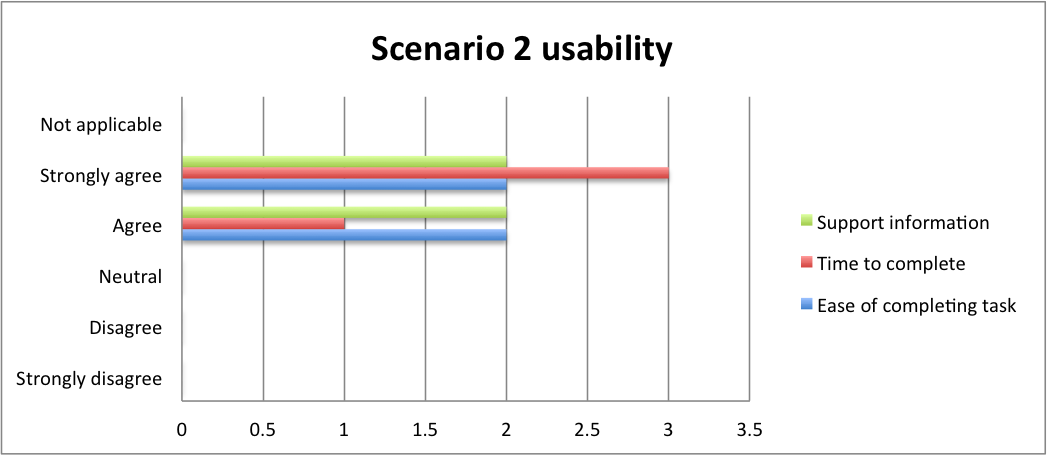 Scenario 2 usability
Not applicable
Strongly agree
Agree
Neutral
Disagree
Strongly disagree
0 0.5 1 1.5 2 2.5 3 3.5
Support information
Time to complete
Ease of completing task